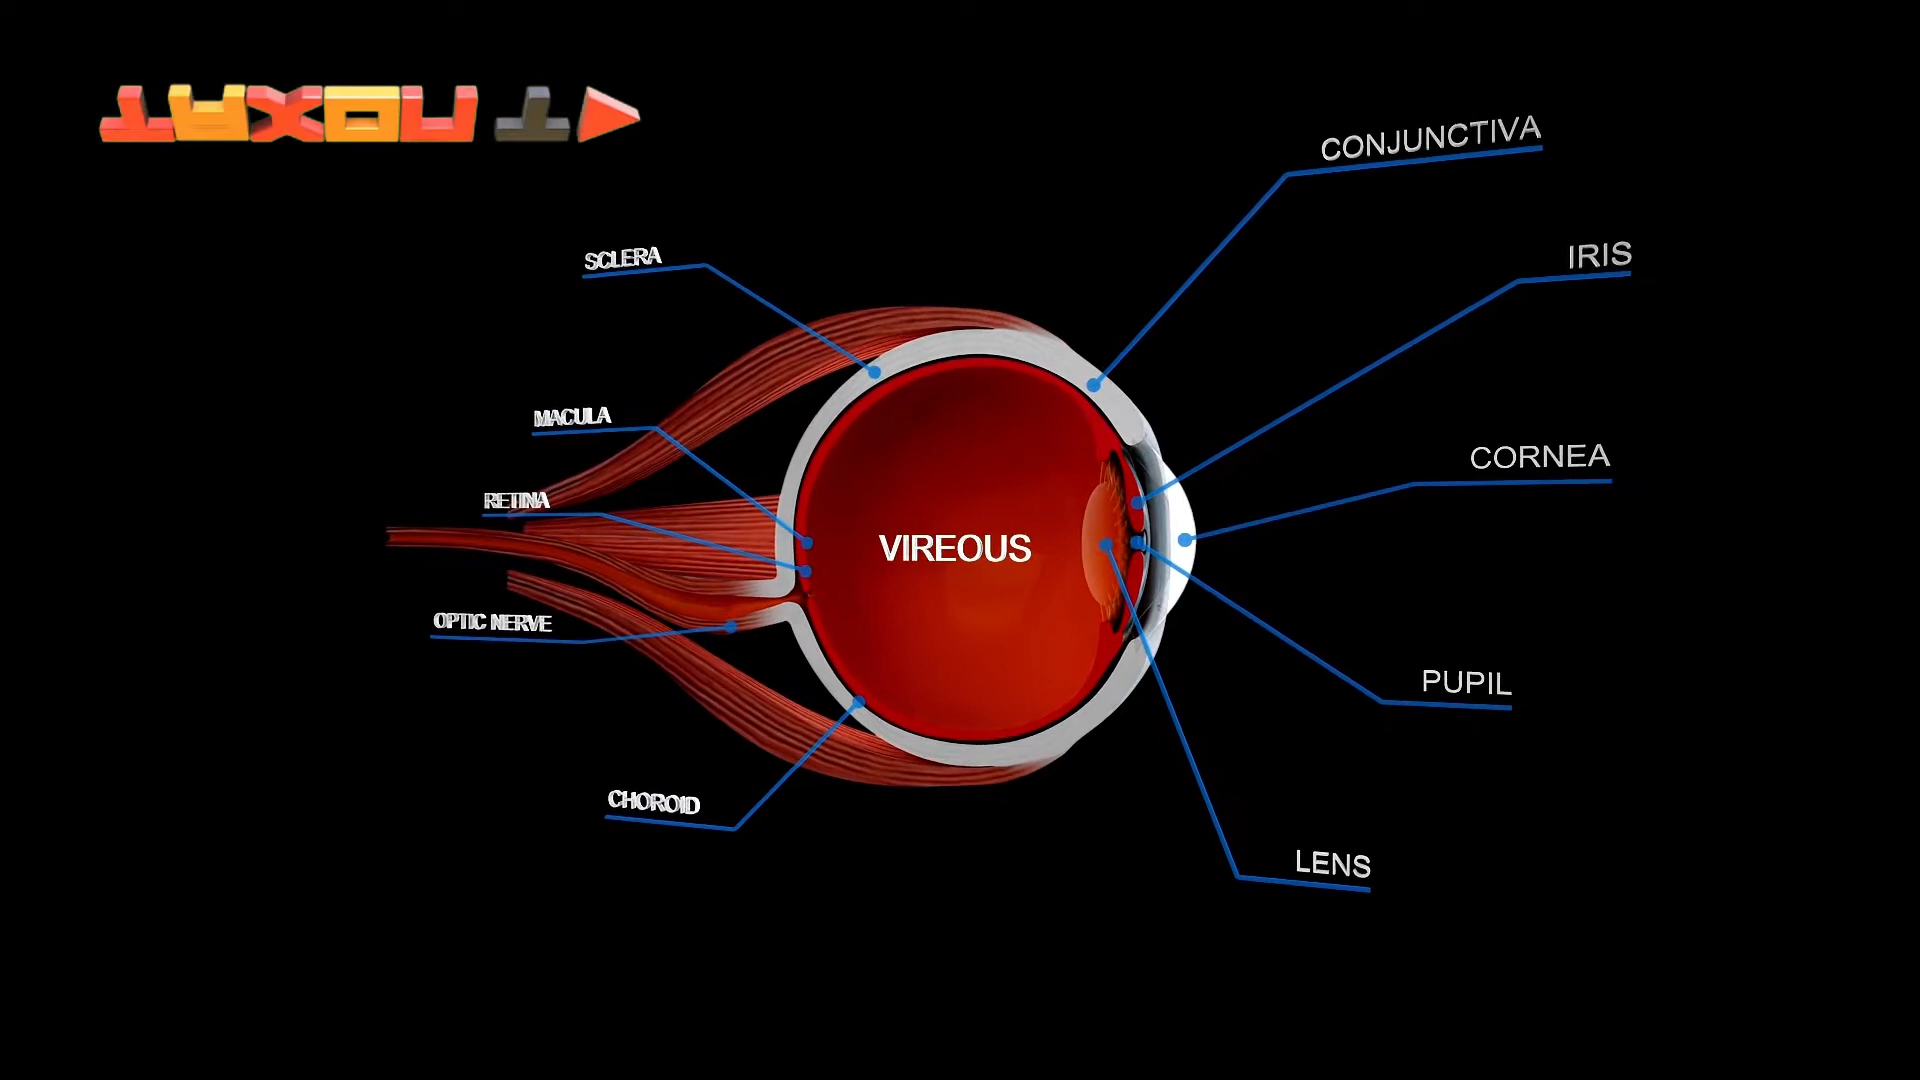 CONJUNCTIVA
IRIS
SCLERA
MACULA
CORNEA
RETINA
VIREOUS
OPTIC NERVE
PUPIL
CHOROID
LENS